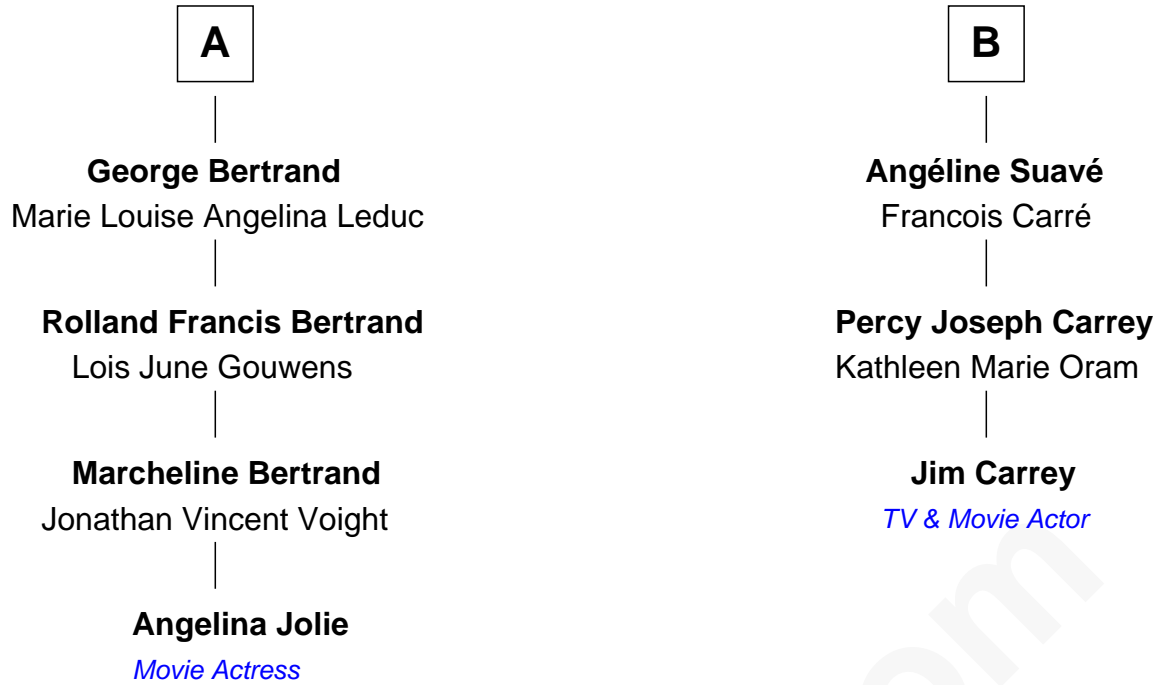 A
George Bertrand
Marie Louise Angelina Leduc
Rolland Francis Bertrand
Lois June Gouwens
Marcheline Bertrand
Jonathan Vincent Voight
Angelina Jolie
Movie Actress
B
Angéline Suavé
Francois Carré
Percy Joseph Carrey
Kathleen Marie Oram
Jim Carrey
TV & Movie Actor
om